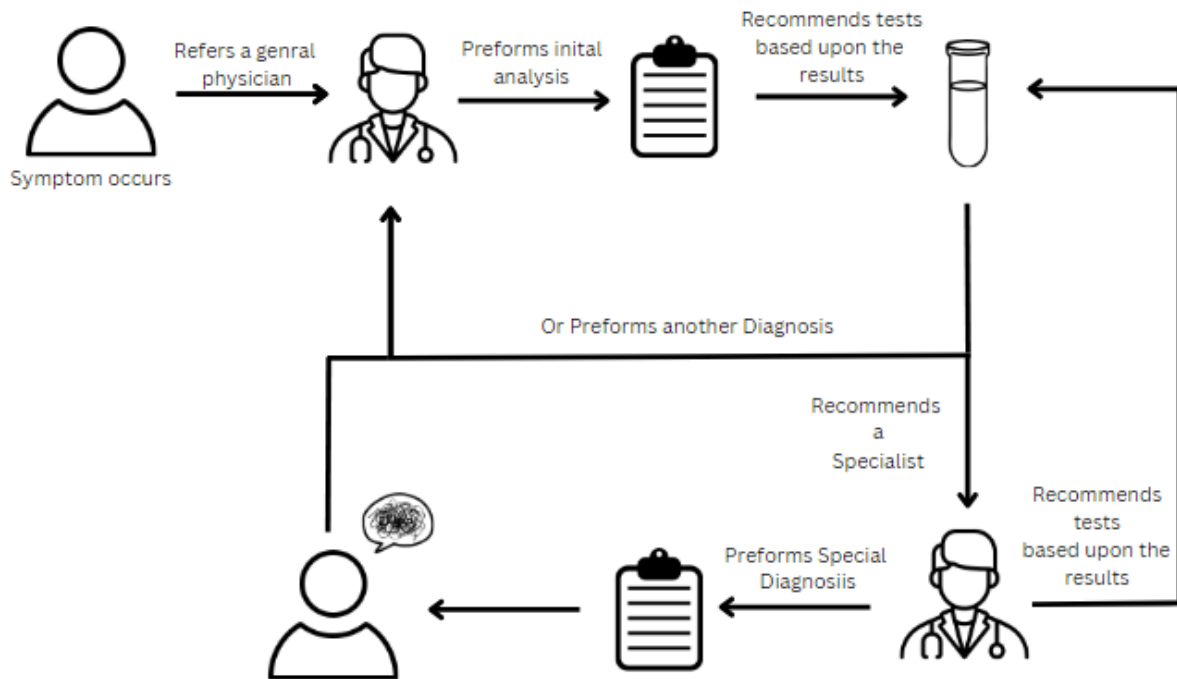 Refers a genral
physician
Preforms inital
analysis
Recommends tests
based upon the
results
Symptom occurs
Or Preforms another Diagnosis
Recommends
a
Specialist
Recommends
tests
based upon the
results
Preforms Special
Diagnosiis